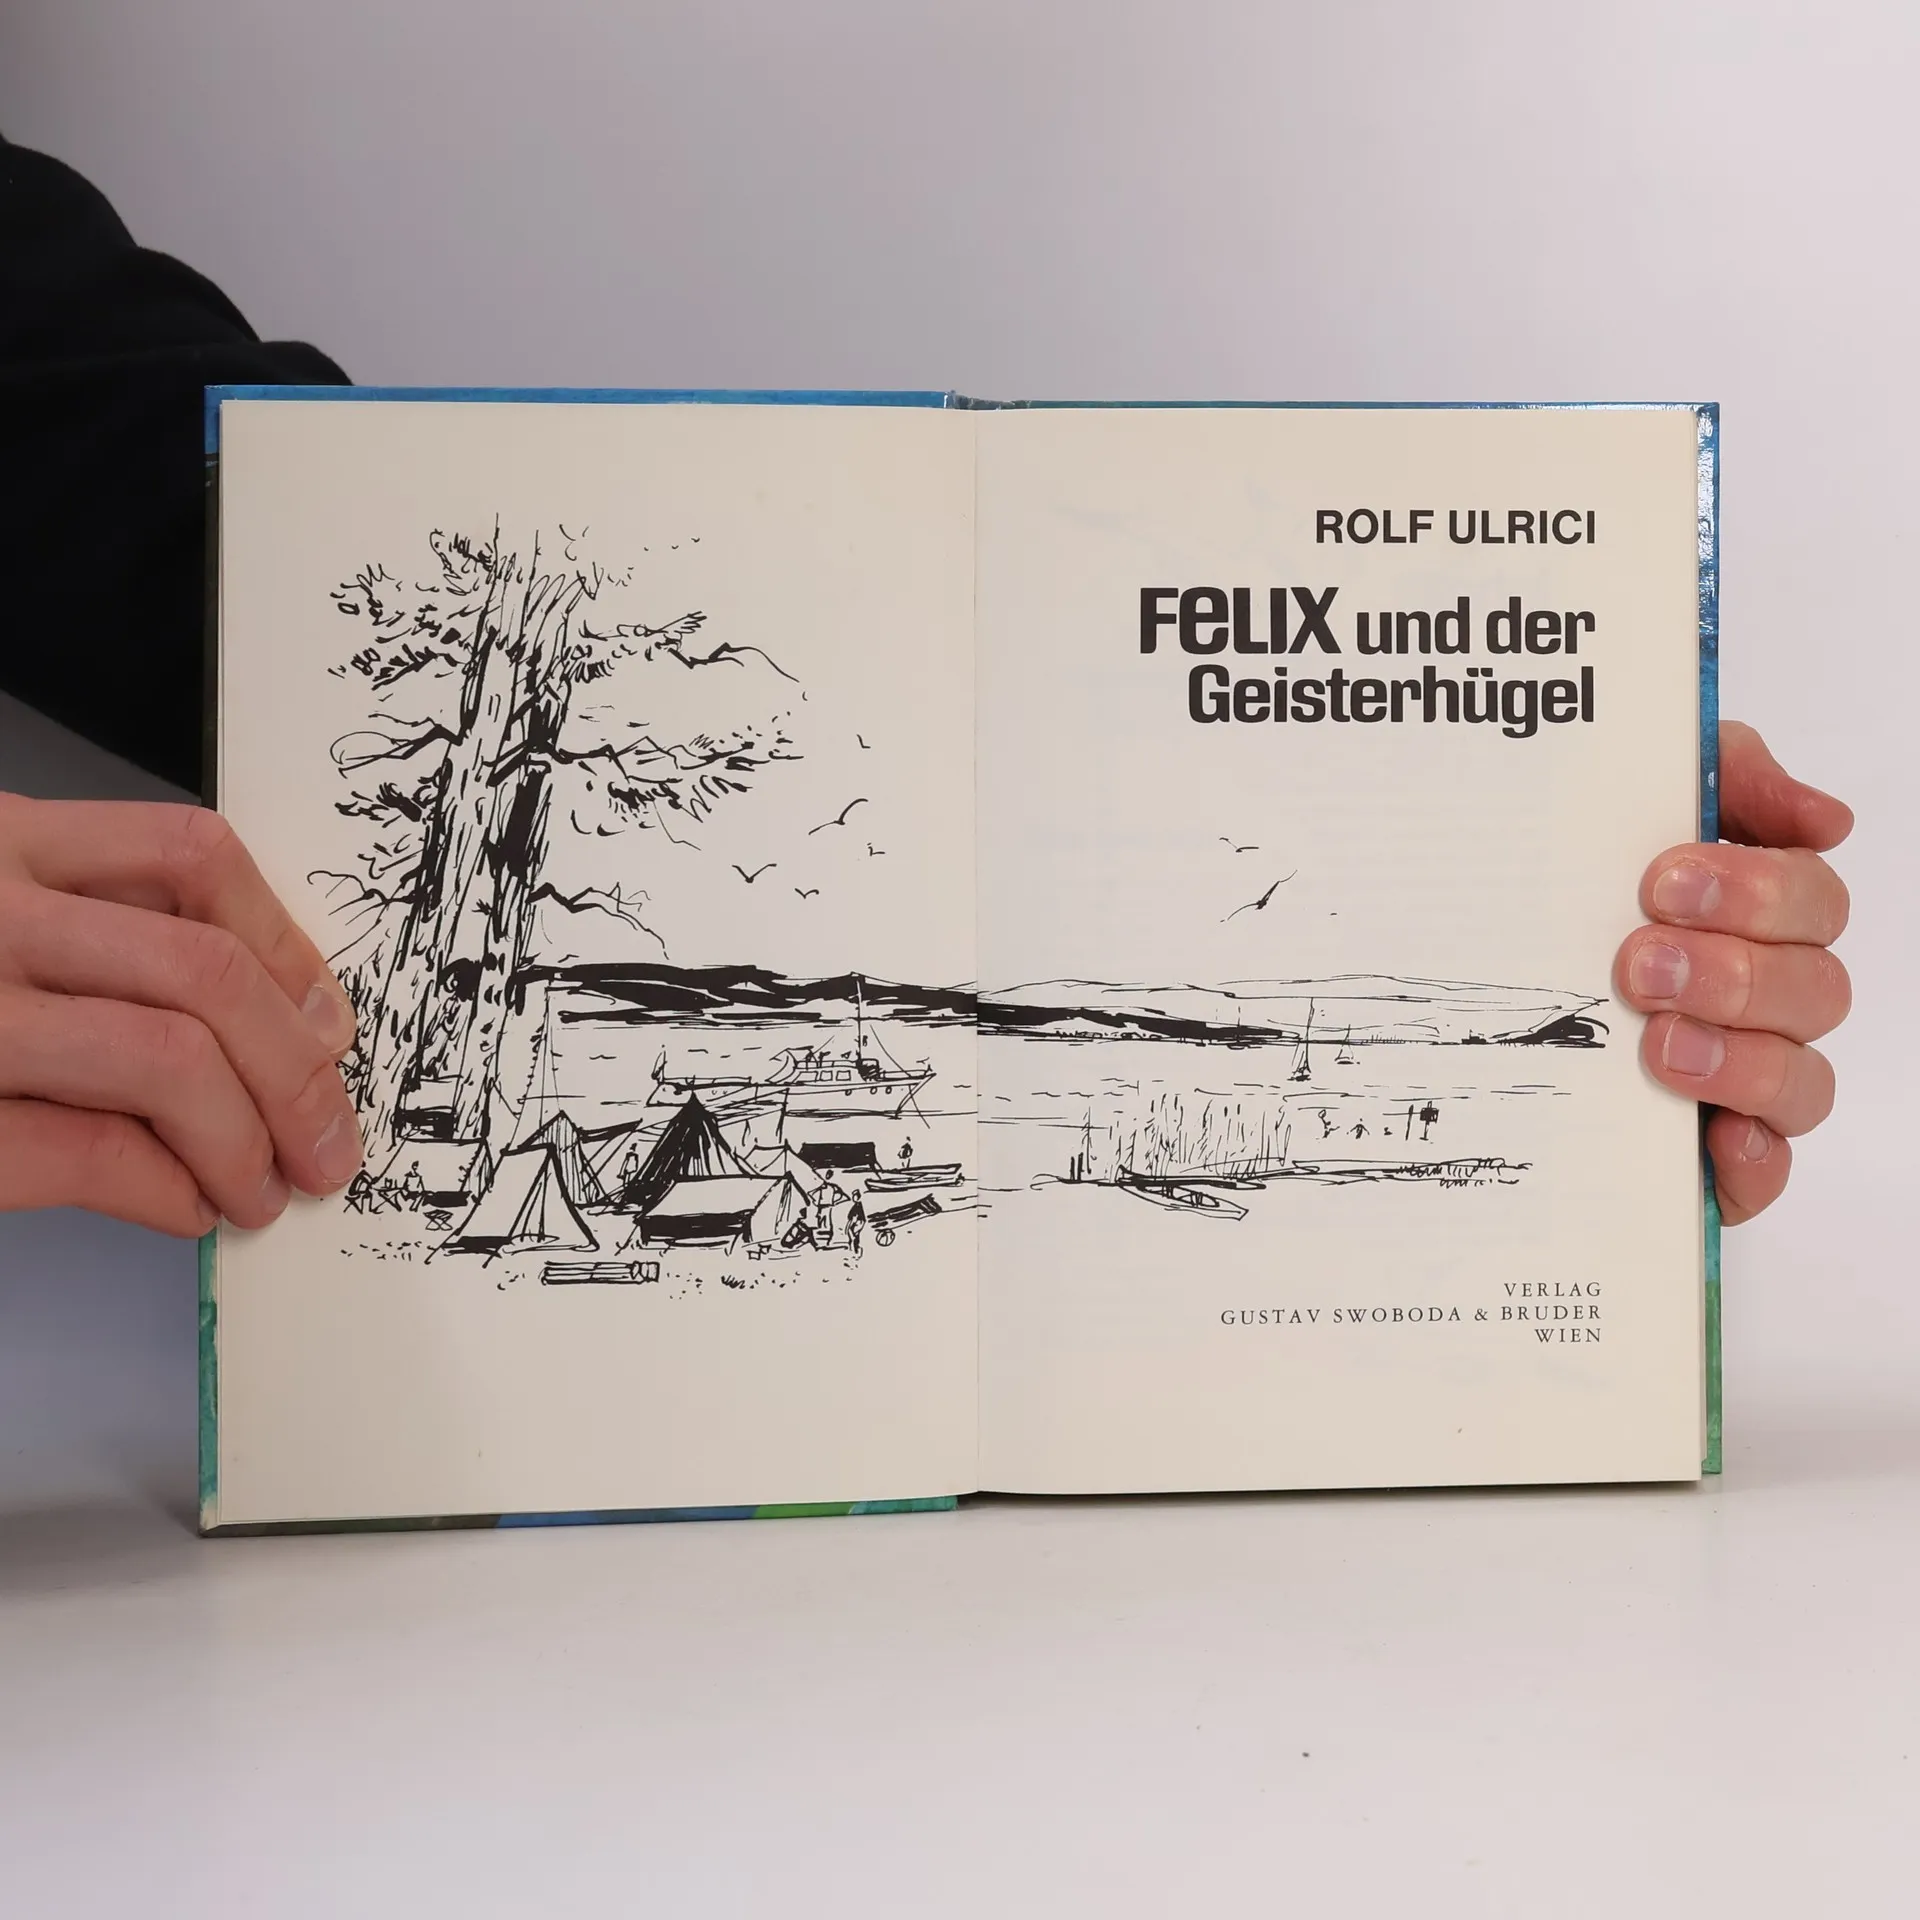 ROLF ULRICI
FELIX und der
Geisterhügel
VERLAG
GUSTAV SWOBODA & BRUDER
WIEN